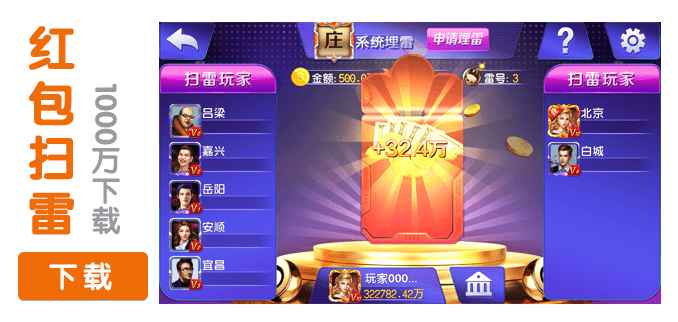 红包扫雷
1000万下载
下载
庄
系统埋雷
申请埋雷
?
扫雷玩家
吕梁
嘉兴
岳阳
安顺
宜昌
金额:500.0
雷号: 3
+32.4万
扫雷玩家
北京
白城
玩家000...
322782.42万